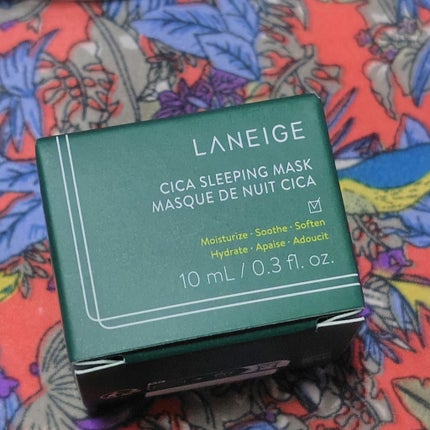 LANEIGE
CICA SLEEPING MASK
MASQUE DE NUIT CICA
Moisturize · Soothe · Soften
Hydrate · Apaise · Adoucit
10 mL / 0.3 fl. oz.